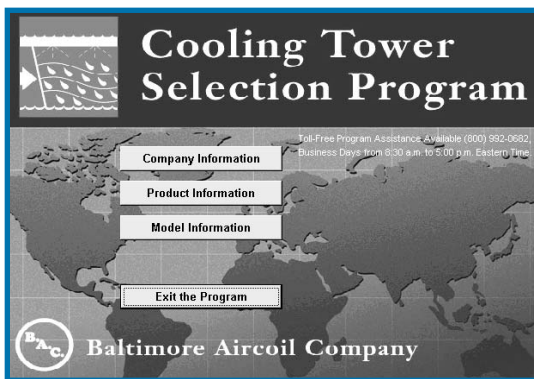 Cooling Tower
Selection Program
Toll-Free Program Assistance Available (800) 992-0682,
Business Days from 8:30 a.m. to 5:00 p.m. Eastern Time
Company Information
Product Information
Model Information
Exit the Program
B.A.C.
Baltimore Aircoil Company